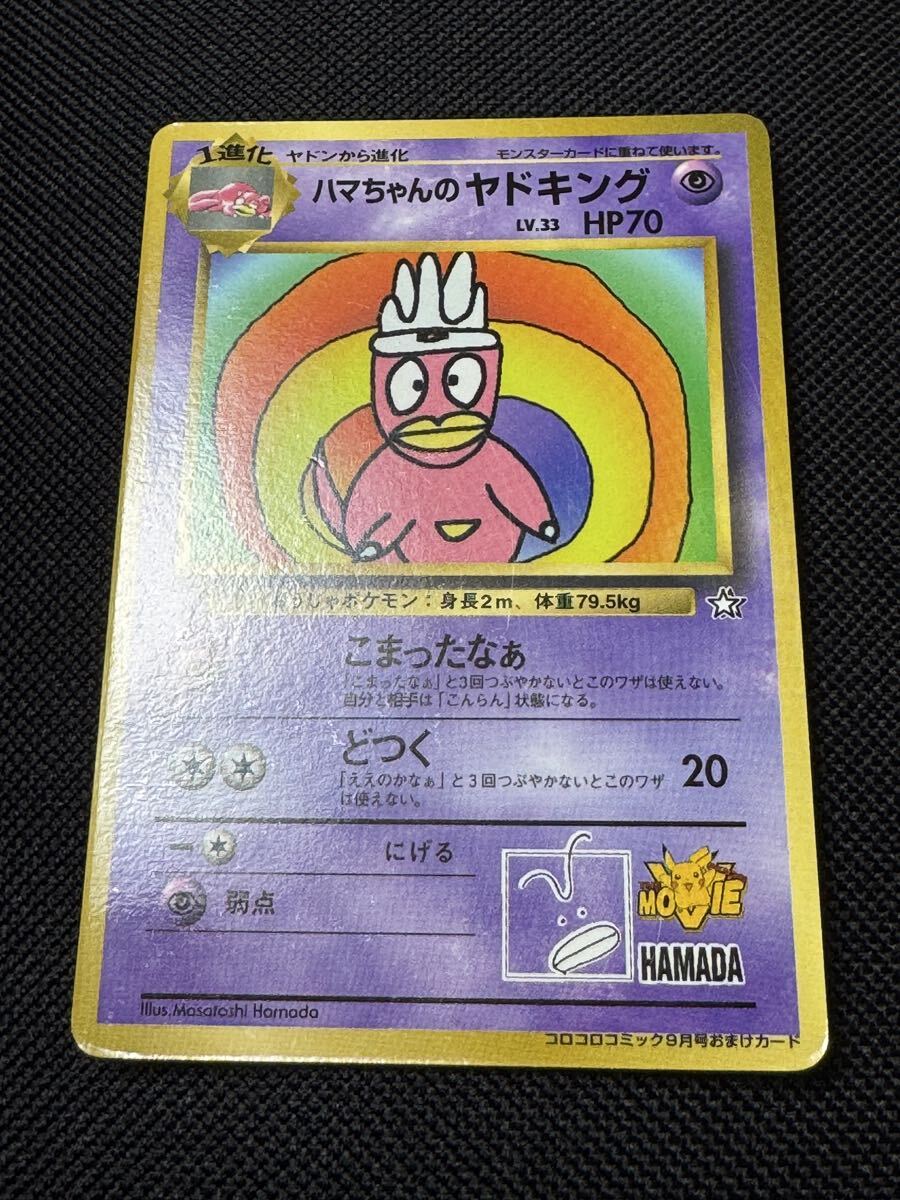 1進化
ヤドンから進化
モンスターカードに重ねて使います。
ハマちゃんのヤドキング
LV.33 HP70
おうじゃポケモン：身長2m、体重79.5kg
こまったなぁ
「こまったなぁ」と3回つぶやかないとこのワザは使えない。
自分と相手は「こんらん」状態になる。
どつく
「ええのかなぁ」と3回つぶやかないとこのワザ
は使えない。
20
にげる
弱点
MOVIE
HAMADA
Illus.Masatoshi Hamada
コロコロコミック9月号おまけカード